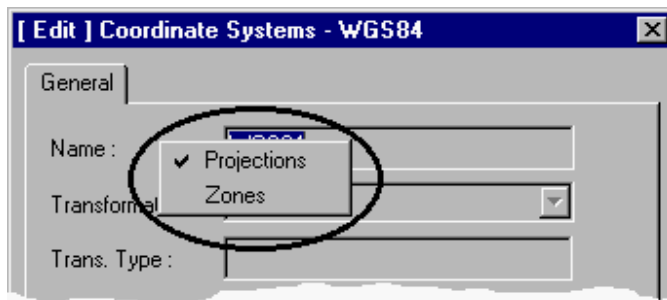 [ Edit ] Coordinate Systems - WGS84
General
Name :
Projections
Zones
Trans. Type :